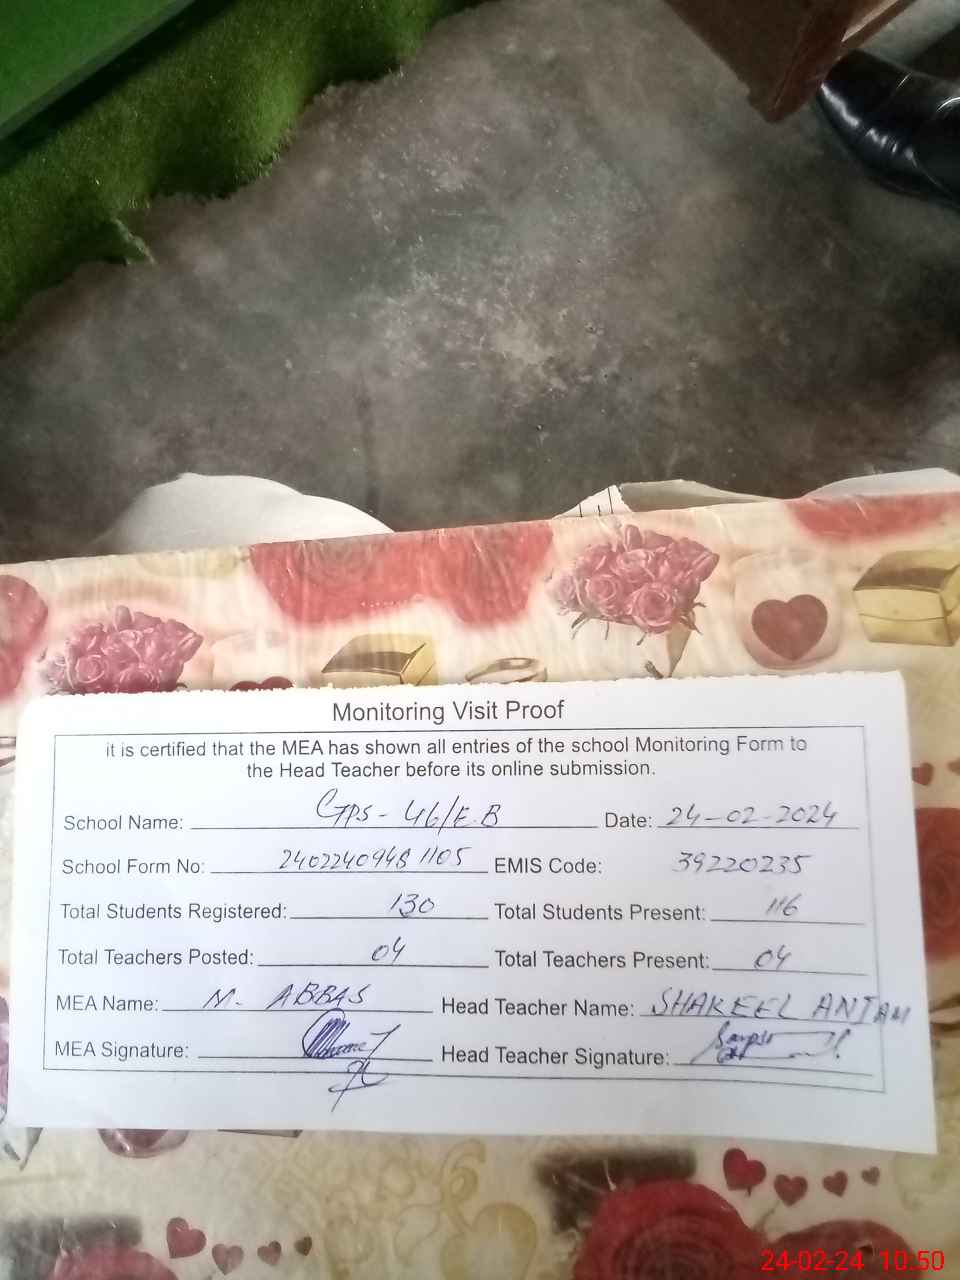 Monitoring Visit Proof
it is certified that the MEA has shown all entries of the school Monitoring Form to
the Head Teacher before its online submission.
School Name: GPS-46/E.B Date: 24-02-2024
School Form No: 2402240948 1105 EMIS Code: 39220235
Total Students Registered: 130 Total Students Present: 116
Total Teachers Posted: 04 Total Teachers Present: 04
MEA Name: M. ABBAS Head Teacher Name: SHAKEEL
MEA Signature: Head Teacher Signature:
24-02-24 10:50